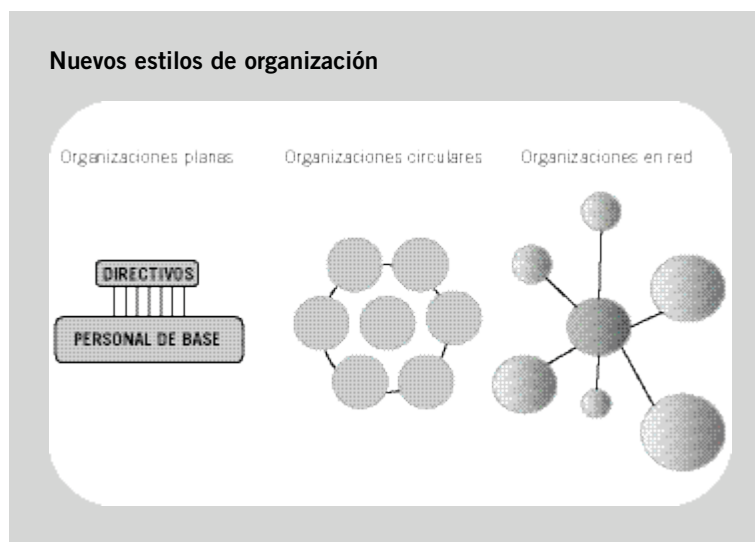 Nuevos estilos de organización
Organizaciones planas
Organizaciones circulares
Organizaciones en red
DIRECTIVOS
PERSONAL DE BASE